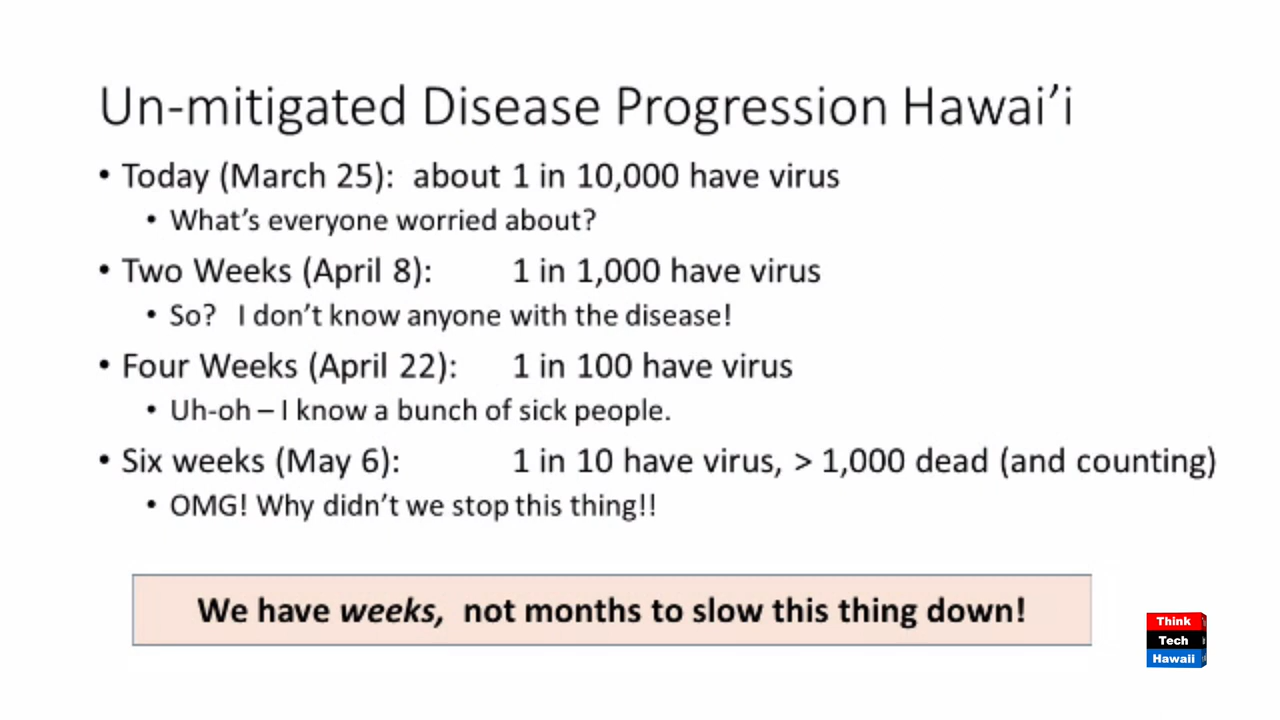 Un-mitigated Disease Progression Hawai’i
• Today (March 25): about 1 in 10,000 have virus
• What’s everyone worried about?
• Two Weeks (April 8): 1 in 1,000 have virus
• So? I don’t know anyone with the disease!
• Four Weeks (April 22): 1 in 100 have virus
• Uh-oh – I know a bunch of sick people.
• Six weeks (May 6): 1 in 10 have virus, > 1,000 dead (and counting)
• OMG! Why didn’t we stop this thing!!
We have weeks, not months to slow this thing down!
Think
Tech
Hawaii